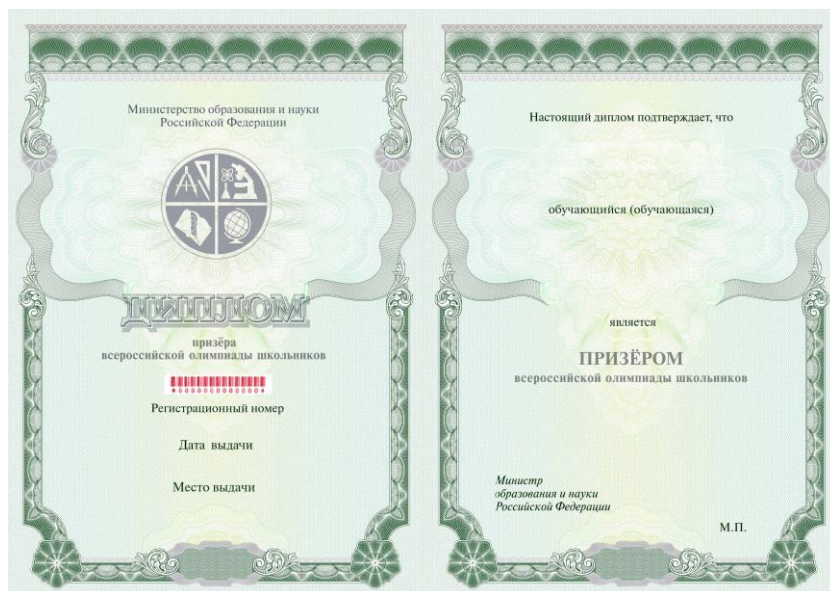 Министерство образования и науки
Российской Федерации
ДИПЛОМ
призёра
всероссийской олимпиады школьников
*0000000000000*
Регистрационный номер
Дата выдачи
Место выдачи
Настоящий диплом подтверждает, что
обучающийся (обучающаяся)
является
ПРИЗЁРОМ
всероссийской олимпиады школьников
Министр
образования и науки
Российской Федерации
М.П.